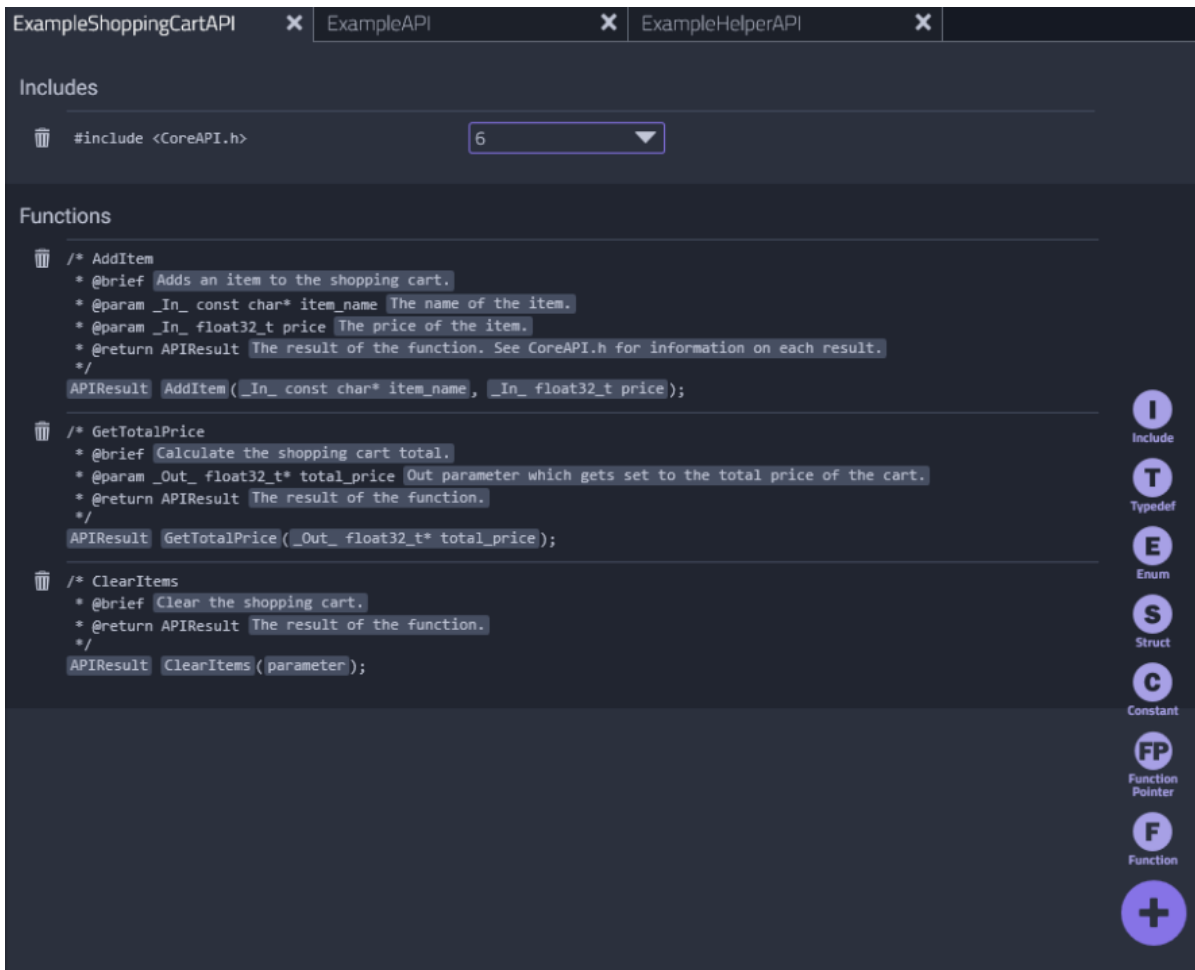 ExampleShoppingCartAPI
ExampleAPI
ExampleHelperAPI
Includes
#include <CoreAPI.h>
6
Functions
/* AddItem
* @brief Adds an item to the shopping cart.
* @param _In_ const char* item_name The name of the item.
* @param _In_ float32_t price The price of the item.
* @return APIResult The result of the function. See CoreAPI.h for information on each result.
*/
APIResult AddItem(_In_ const char* item_name, _In_ float32_t price);
/* GetTotalPrice
* @brief Calculate the shopping cart total.
* @param _Out_ float32_t* total_price Out parameter which gets set to the total price of the cart.
* @return APIResult The result of the function.
*/
APIResult GetTotalPrice(_Out_ float32_t* total_price);
/* ClearItems
* @brief Clear the shopping cart.
* @return APIResult The result of the function.
*/
APIResult ClearItems(parameter);
I
Include
T
Typedef
E
Enum
S
Struct
C
Constant
FP
Function
Pointer
F
Function